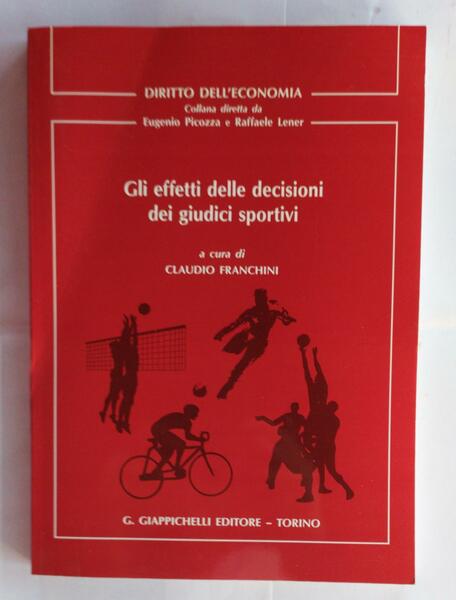 DIRITTO DELL'ECONOMIA
Collana diretta da
Eugenio Picozza e Raffaele Lener
Gli effetti delle decisioni
dei giudici sportivi
a cura di
CLAUDIO FRANCHINI
G. GIAPPICHELLI EDITORE – TORINO